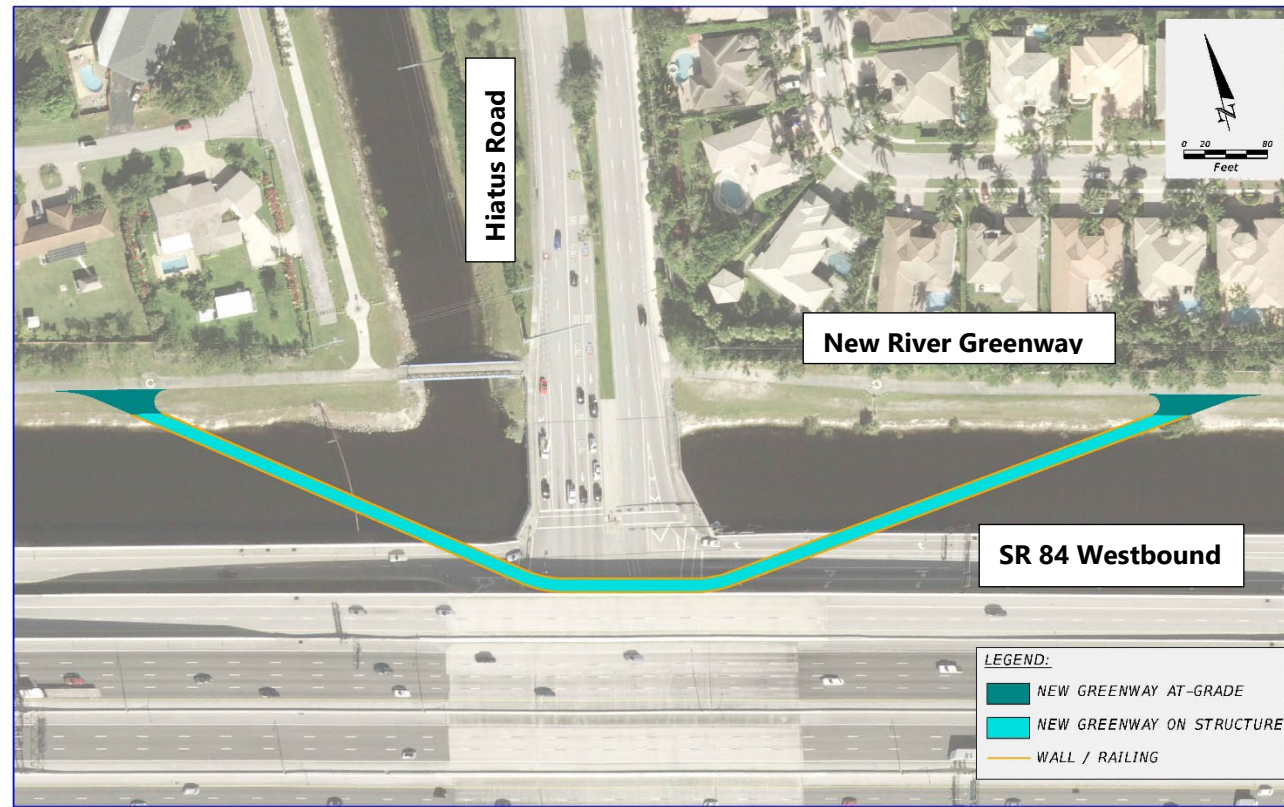 Hiatus Road
N
0 20 80
Feet
New River Greenway
SR 84 Westbound
LEGEND:
NEW GREENWAY AT-GRADE
NEW GREENWAY ON STRUCTURE
WALL / RAILING